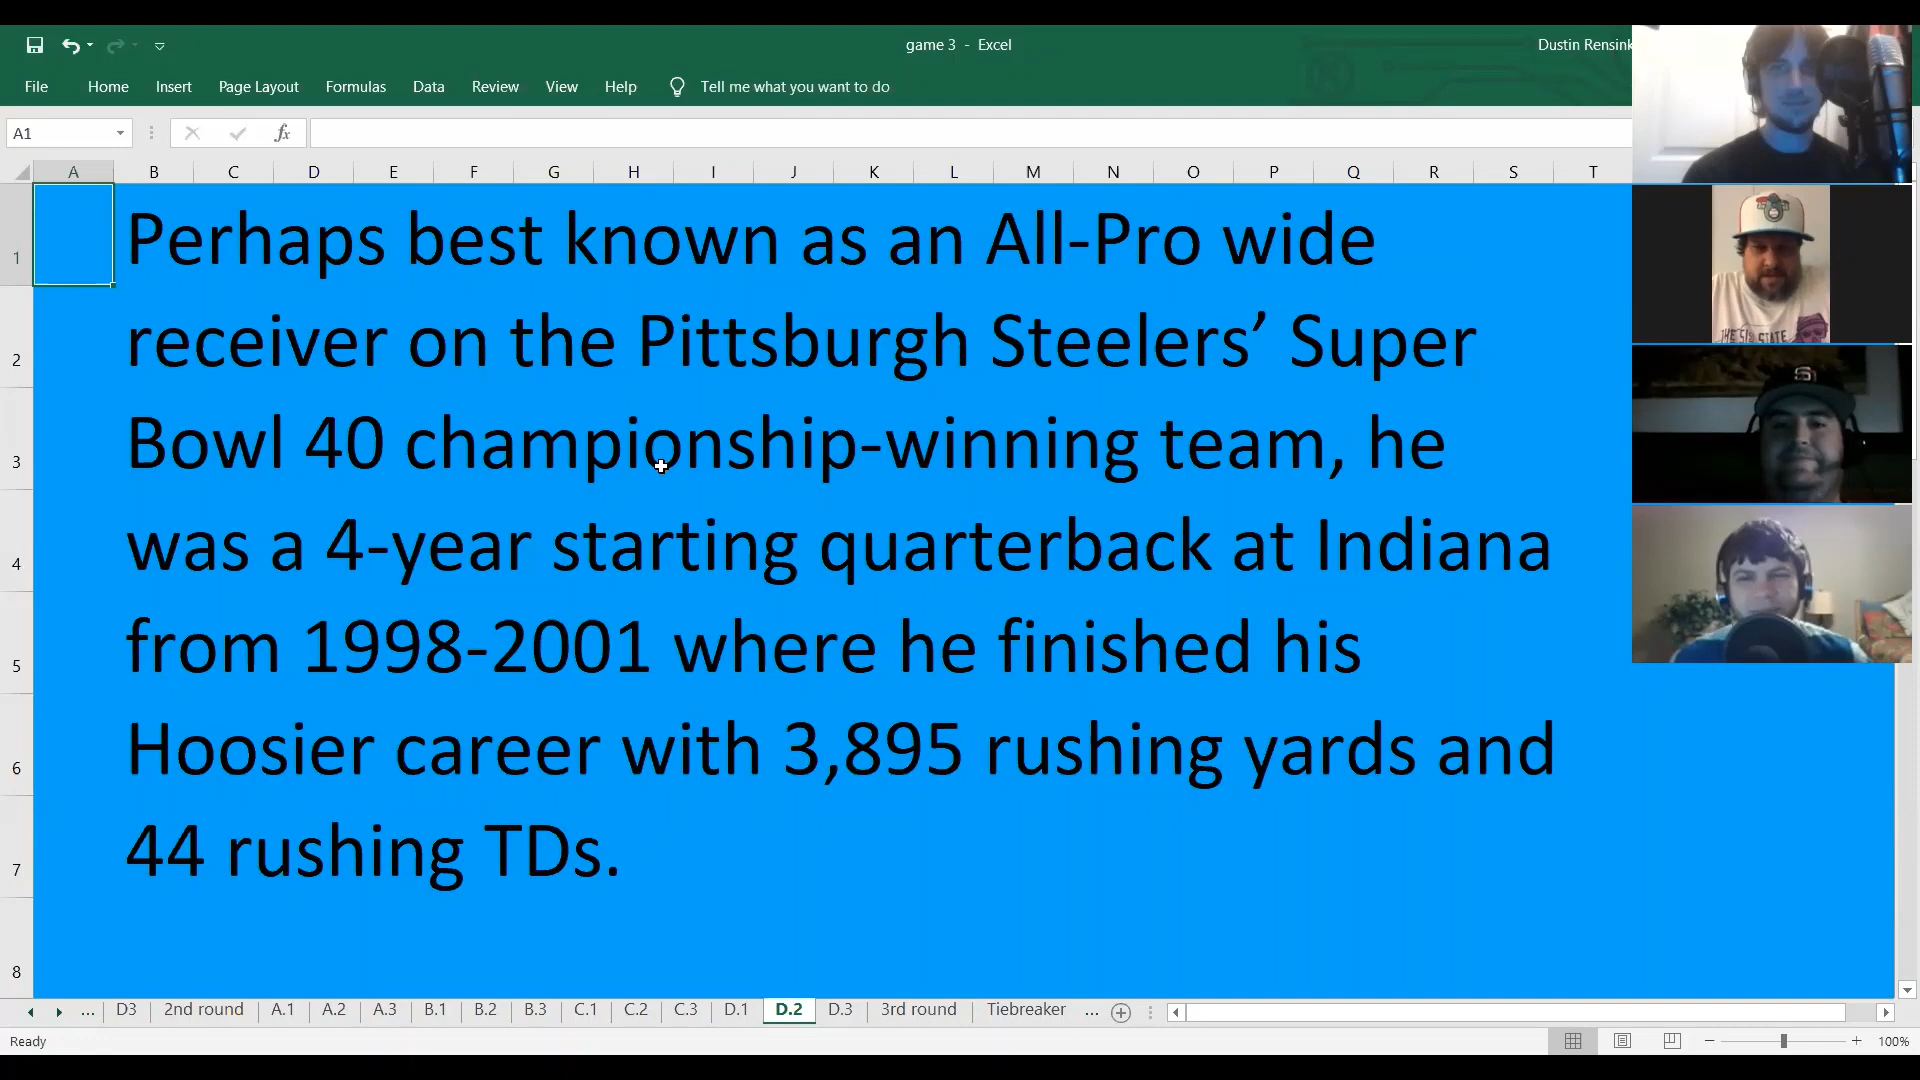 game 3 - Excel
Dustin Rensink
File Home Insert Page Layout Formulas Data Review View Help Tell me what you want to do
A1 fx
A B C D E F G H I J K L M N O P Q R S T
1 Perhaps best known as an All-Pro wide
2 receiver on the Pittsburgh Steelers’ Super
3 Bowl 40 championship-winning team, he
4 was a 4-year starting quarterback at Indiana
5 from 1998-2001 where he finished his
6 Hoosier career with 3,895 rushing yards and
7 44 rushing TDs.
8
... D3 2nd round A.1 A.2 A.3 B.1 B.2 B.3 C.1 C.2 C.3 D.1 D.2 D.3 3rd round Tiebreaker ...
Ready 100%